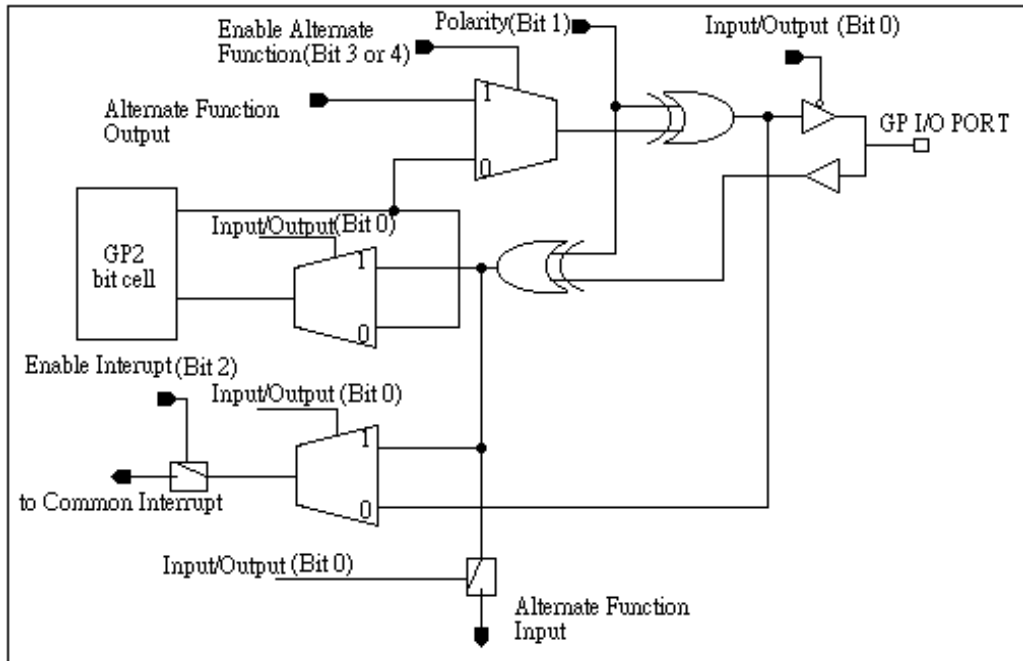 Polarity(Bit 1)
Input/Output (Bit 0)
Enable Alternate
Function(Bit 3 or 4)
1
Alternate Function
Output
GP I/O PORT
0
Input/Output(Bit 0)
GP2
bit cell
1
0
Enable Interupt(Bit 2)
Input/Output (Bit 0)
1
to Common Interrupt
0
Input/Output (Bit 0)
Alternate Function
Input